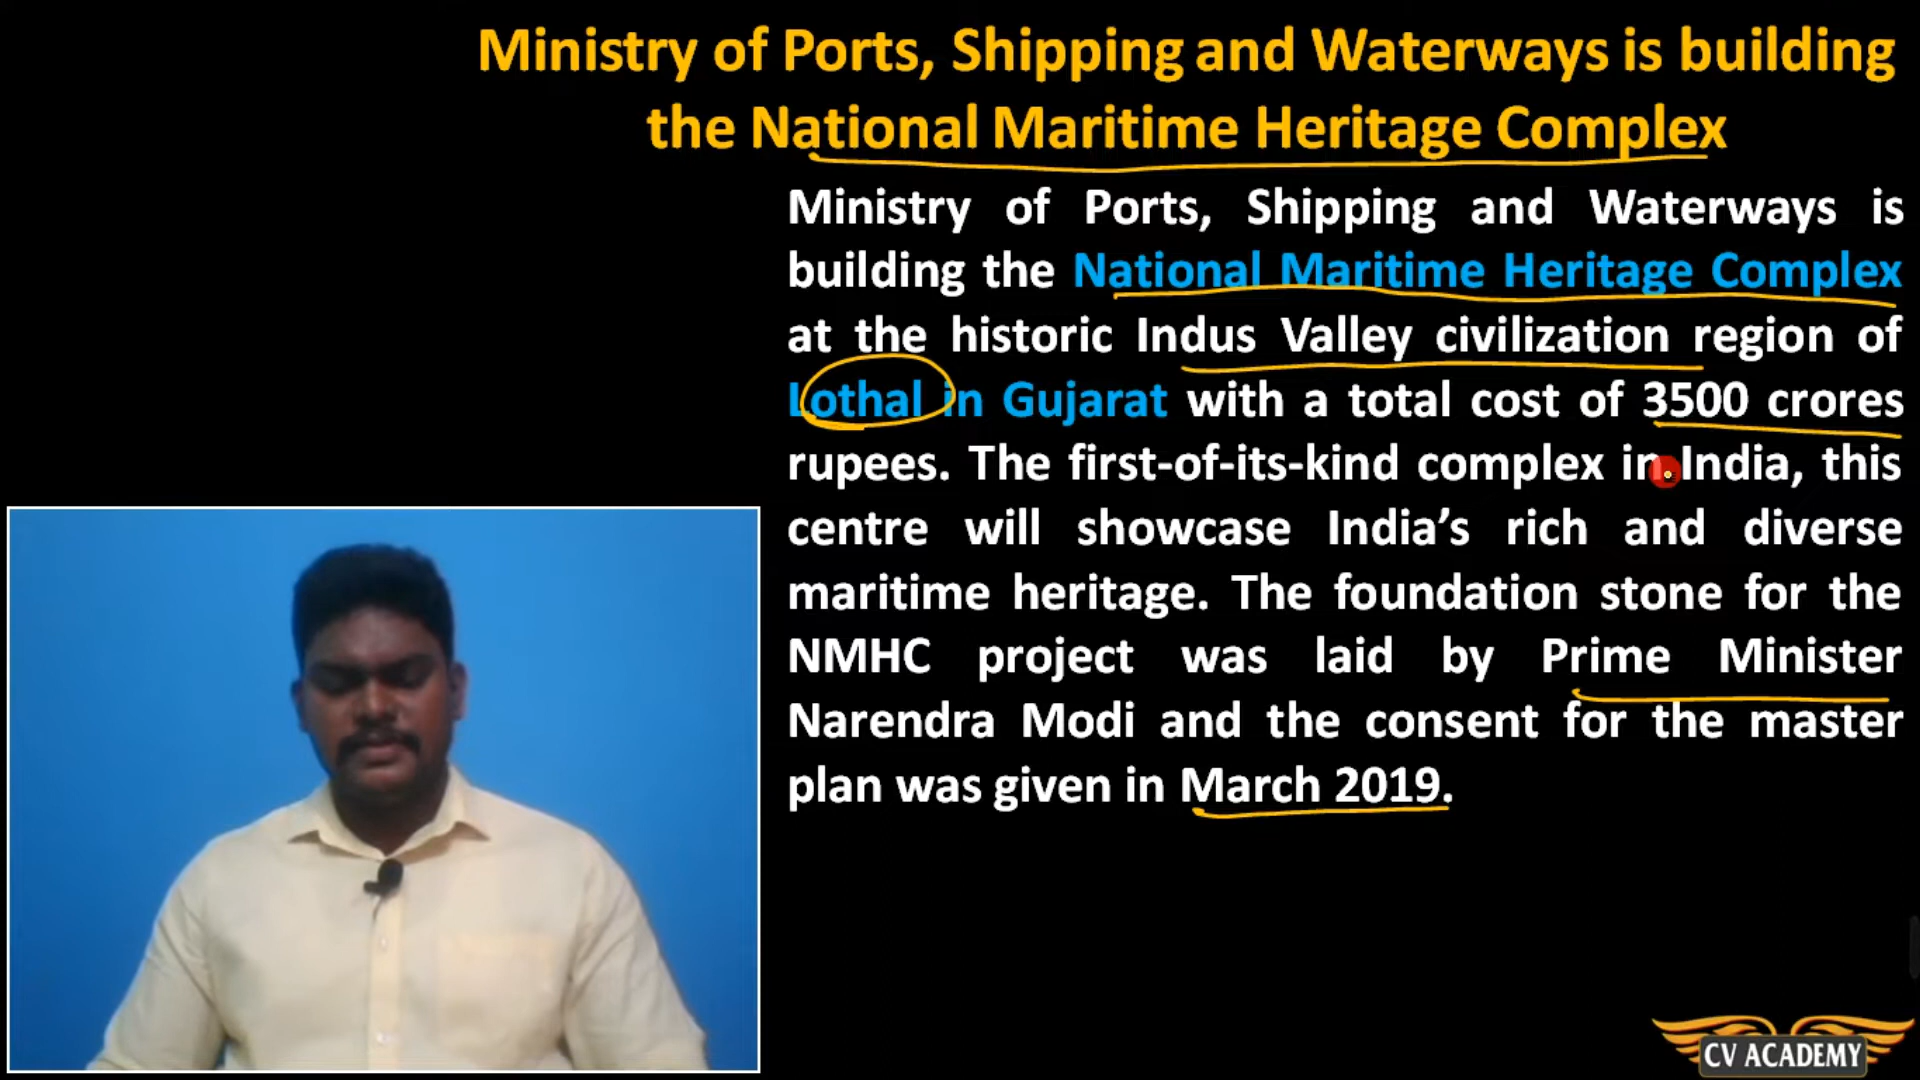 Ministry of Ports, Shipping and Waterways is building
the National Maritime Heritage Complex
Ministry of Ports, Shipping and Waterways is
building the National Maritime Heritage Complex
at the historic Indus Valley civilization region of
Lothal in Gujarat with a total cost of 3500 crores
rupees. The first-of-its-kind complex in India, this
centre will showcase India’s rich and diverse
maritime heritage. The foundation stone for the
NMHC project was laid by Prime Minister
Narendra Modi and the consent for the master
plan was given in March 2019.
CV ACADEMY